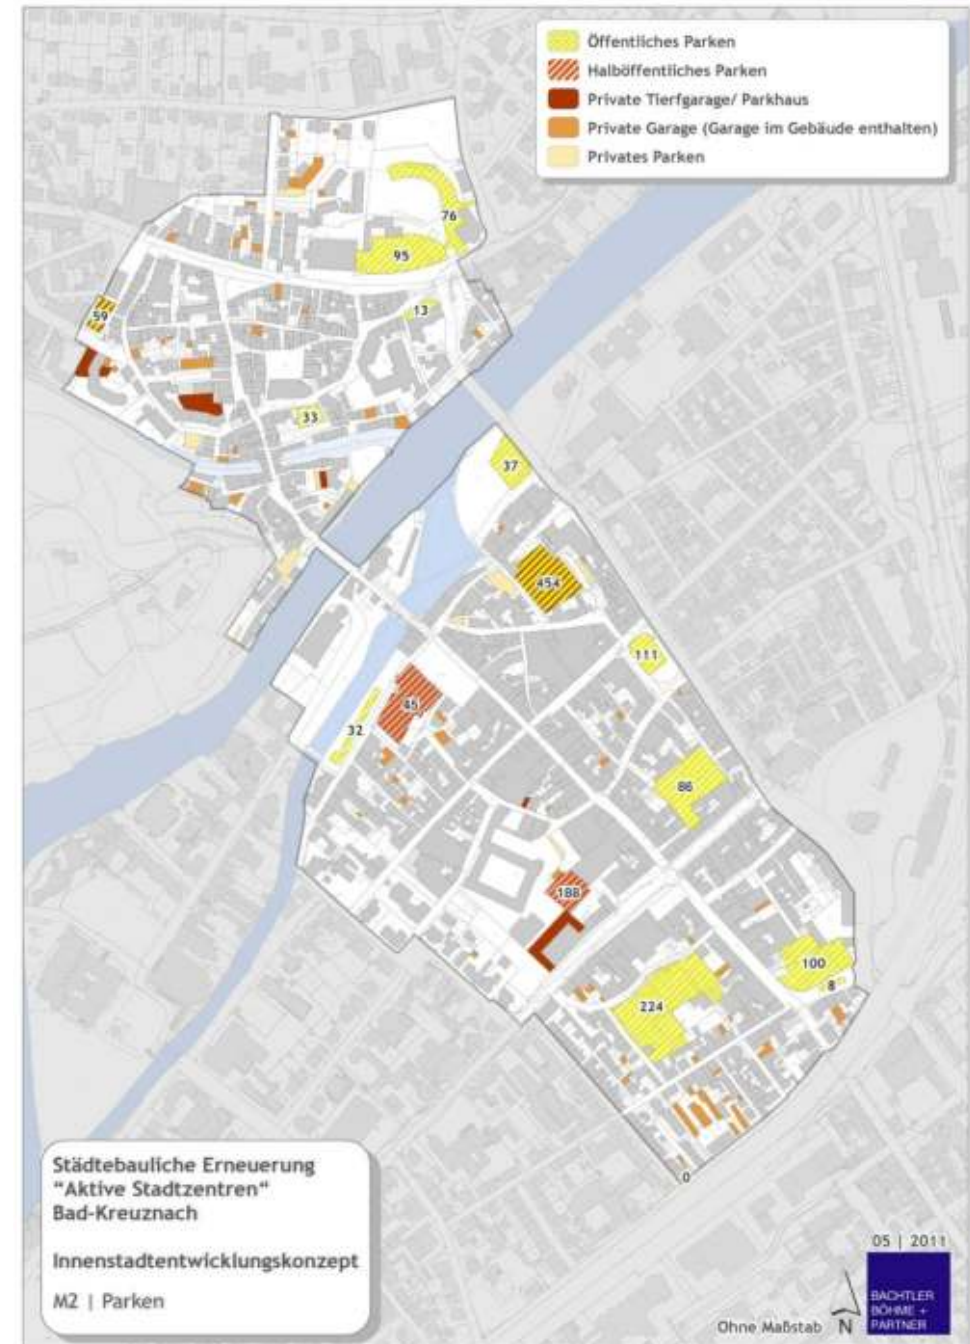 Öffentliches Parken
Halböffentliches Parken
Private Tierfgarage/ Parkhaus
Private Garage (Garage im Gebäude enthalten)
Privates Parken
76
95
13
59
33
37
454
111
45
32
86
188
100
8
224
0
Städtebauliche Erneuerung
"Aktive Stadtzentren"
Bad-Kreuznach
Innenstadtentwicklungskonzept
M2 | Parken
05 | 2011
BACHTLER
BÖHME +
PARTNER
Ohne Maßstab N